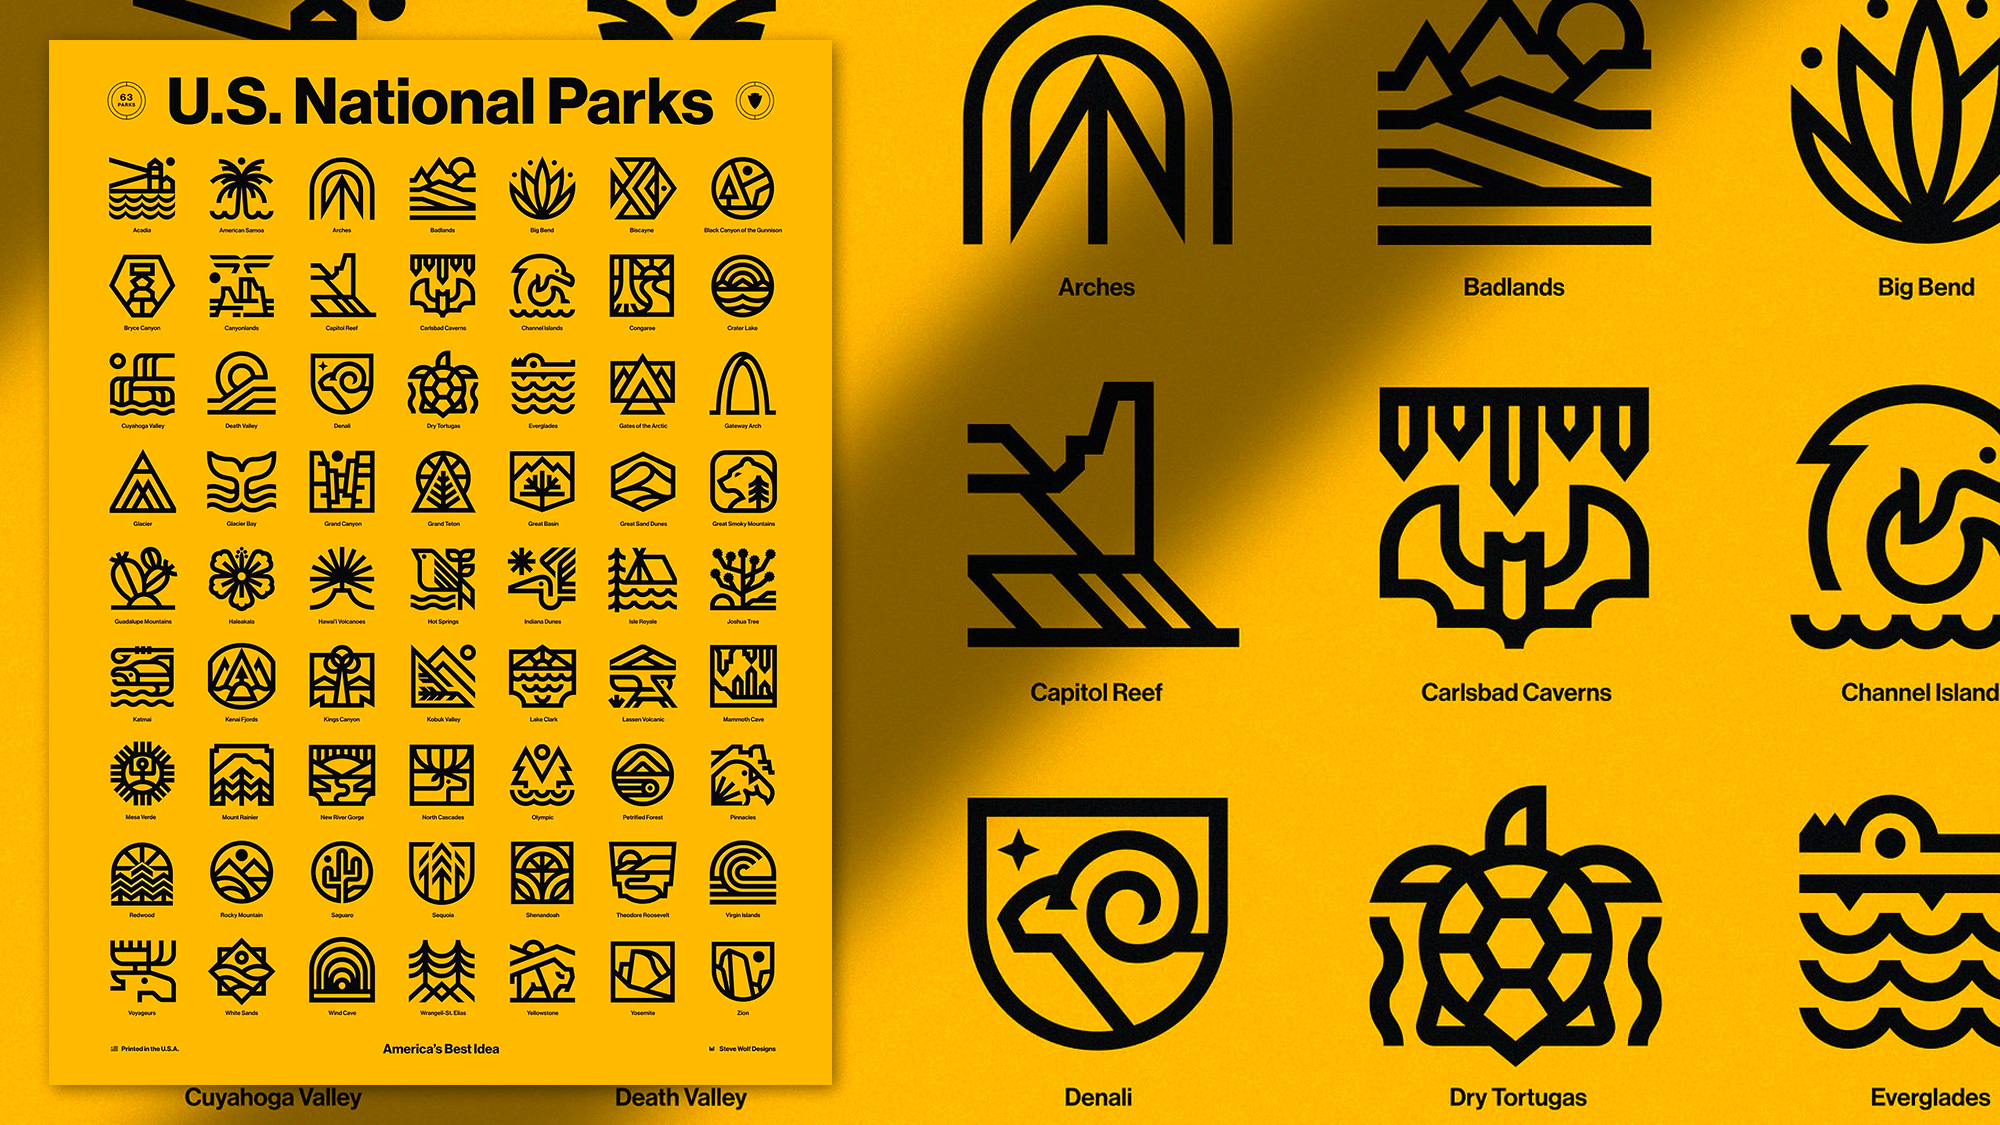 63
PARKS
U.S. National Parks
Acadia
American Samoa
Arches
Badlands
Big Bend
Biscayne
Black Canyon of the Gunnison
Bryce Canyon
Canyonlands
Capitol Reef
Carlsbad Caverns
Channel Islands
Congaree
Crater Lake
Cuyahoga Valley
Death Valley
Denali
Dry Tortugas
Everglades
Gates of the Arctic
Gateway Arch
Glacier
Glacier Bay
Grand Canyon
Grand Teton
Great Basin
Great Sand Dunes
Great Smoky Mountains
Guadalupe Mountains
Haleakala
Hawai'i Volcanoes
Hot Springs
Indiana Dunes
Isle Royale
Joshua Tree
Katmai
Kenai Fjords
Kings Canyon
Kobuk Valley
Lake Clark
Lassen Volcanic
Mammoth Cave
Mesa Verde
Mount Rainier
New River Gorge
North Cascades
Olympic
Petrified Forest
Pinnacles
Redwood
Rocky Mountain
Saguaro
Sequoia
Shenandoah
Theodore Roosevelt
Virgin Islands
Voyageurs
White Sands
Wind Cave
Wrangell-St. Elias
Yellowstone
Yosemite
Zion
Printed in the U.S.A.
America's Best Idea
Steve Wolf Designs
Arches
Badlands
Big Bend
Capitol Reef
Carlsbad Caverns
Channel Island
Cuyahoga Valley
Death Valley
Denali
Dry Tortugas
Everglades